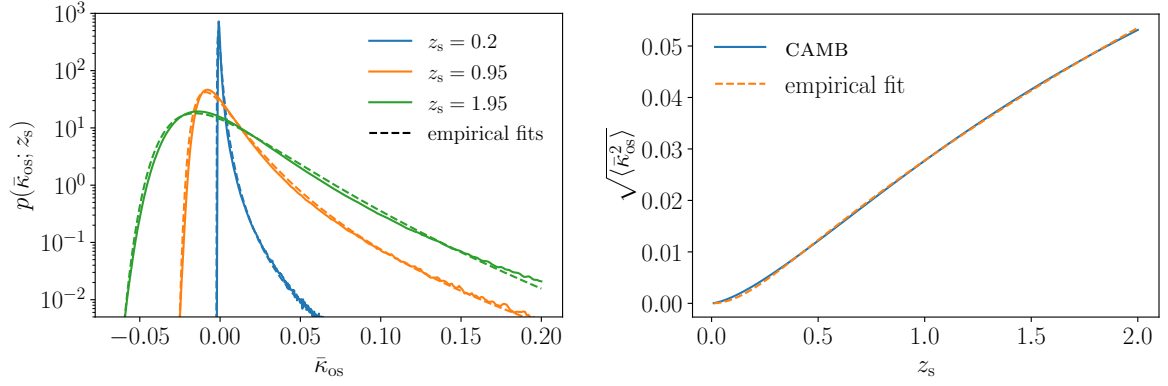 10³
10²
10¹
10⁰
10⁻¹
10⁻²
p(κ̄ₒₛ; zₛ)
zₛ = 0.2
zₛ = 0.95
zₛ = 1.95
empirical fits
−0.05
0.00
0.05
0.10
0.15
0.20
κ̄ₒₛ
0.05
0.04
0.03
0.02
0.01
0.00
√⟨κ̄²ₒₛ⟩
CAMB
empirical fit
0.0
0.5
1.0
1.5
2.0
zₛ